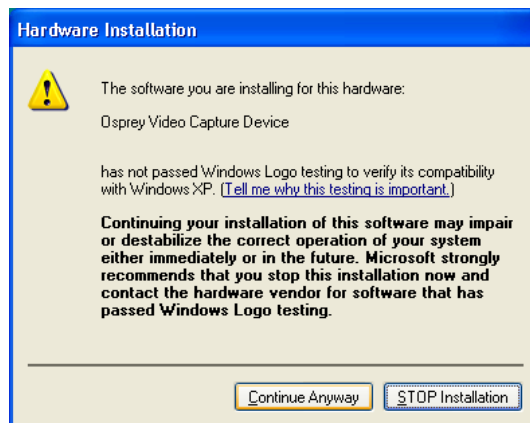 Hardware Installation
The software you are installing for this hardware:
Osprey Video Capture Device
has not passed Windows Logo testing to verify its compatibility
with Windows XP. (Tell me why this testing is important.)
Continuing your installation of this software may impair
or destabilize the correct operation of your system
either immediately or in the future. Microsoft strongly
recommends that you stop this installation now and
contact the hardware vendor for software that has
passed Windows Logo testing.
Continue Anyway
STOP Installation